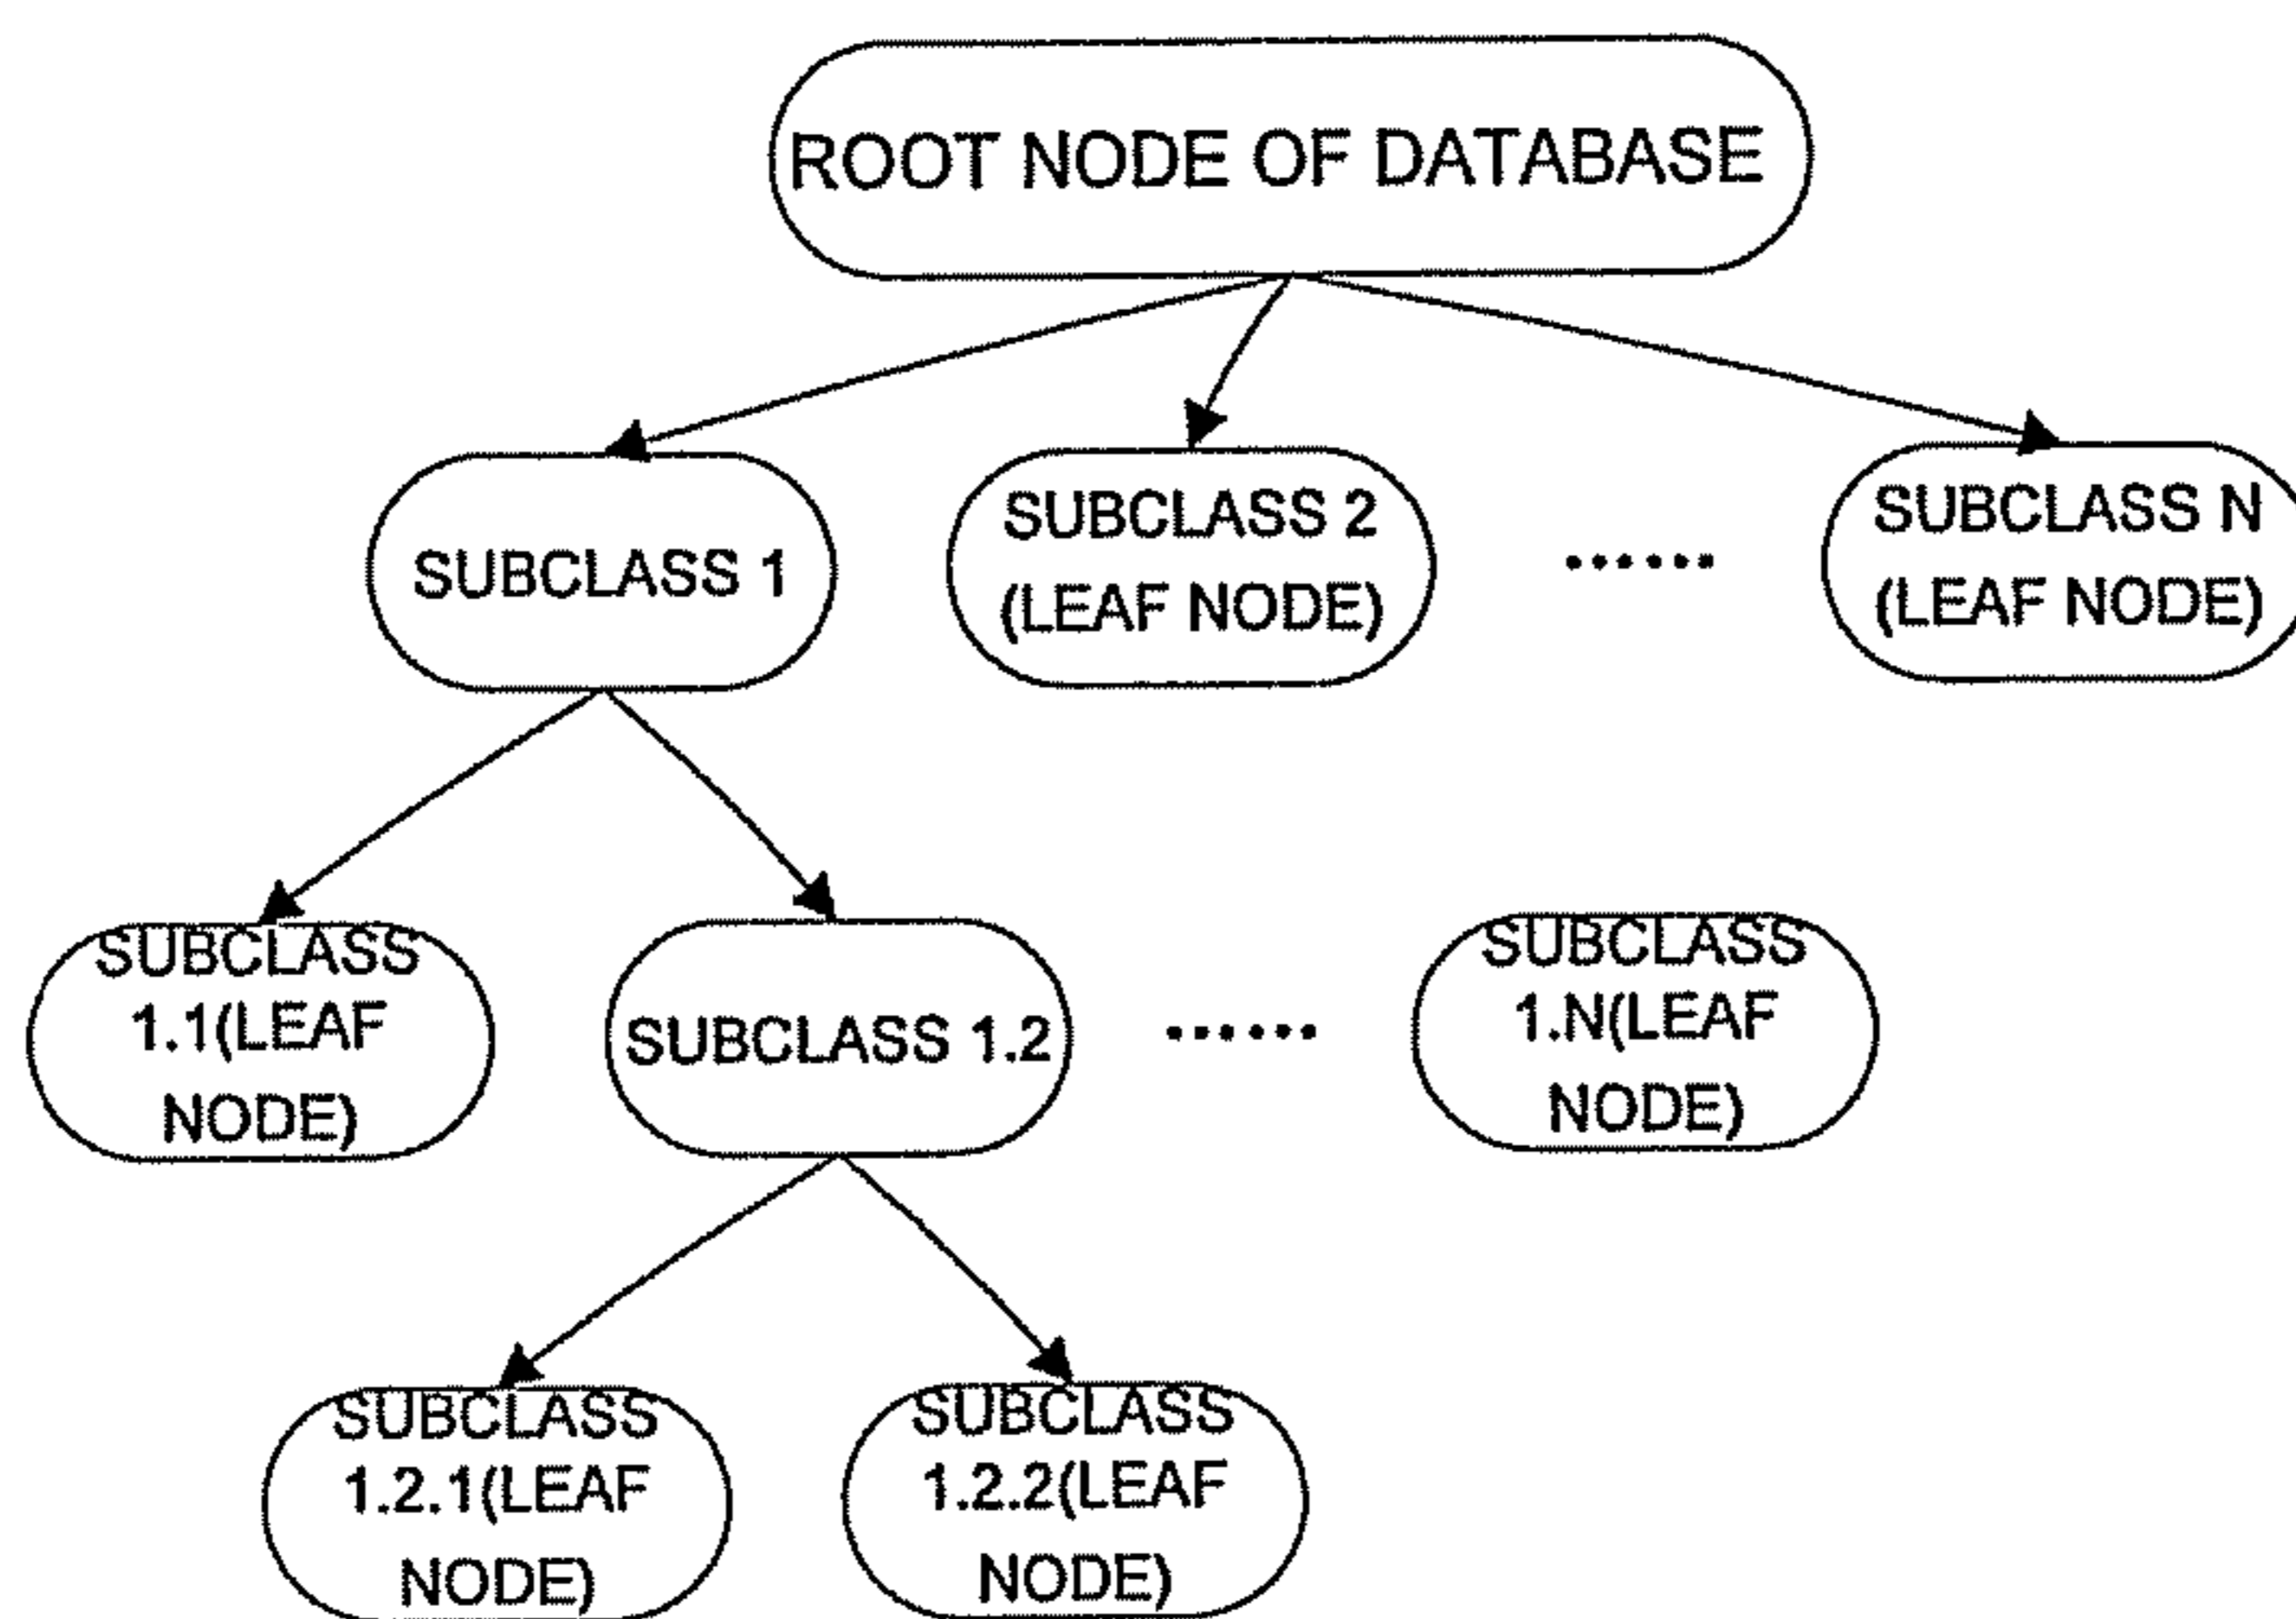 ROOT NODE OF DATABASE
SUBCLASS 1
SUBCLASS 2
(LEAF NODE)
......
SUBCLASS N
(LEAF NODE)
SUBCLASS
1.1(LEAF
NODE)
SUBCLASS 1.2
......
SUBCLASS
1.N(LEAF
NODE)
SUBCLASS
1.2.1(LEAF
NODE)
SUBCLASS
1.2.2(LEAF
NODE)